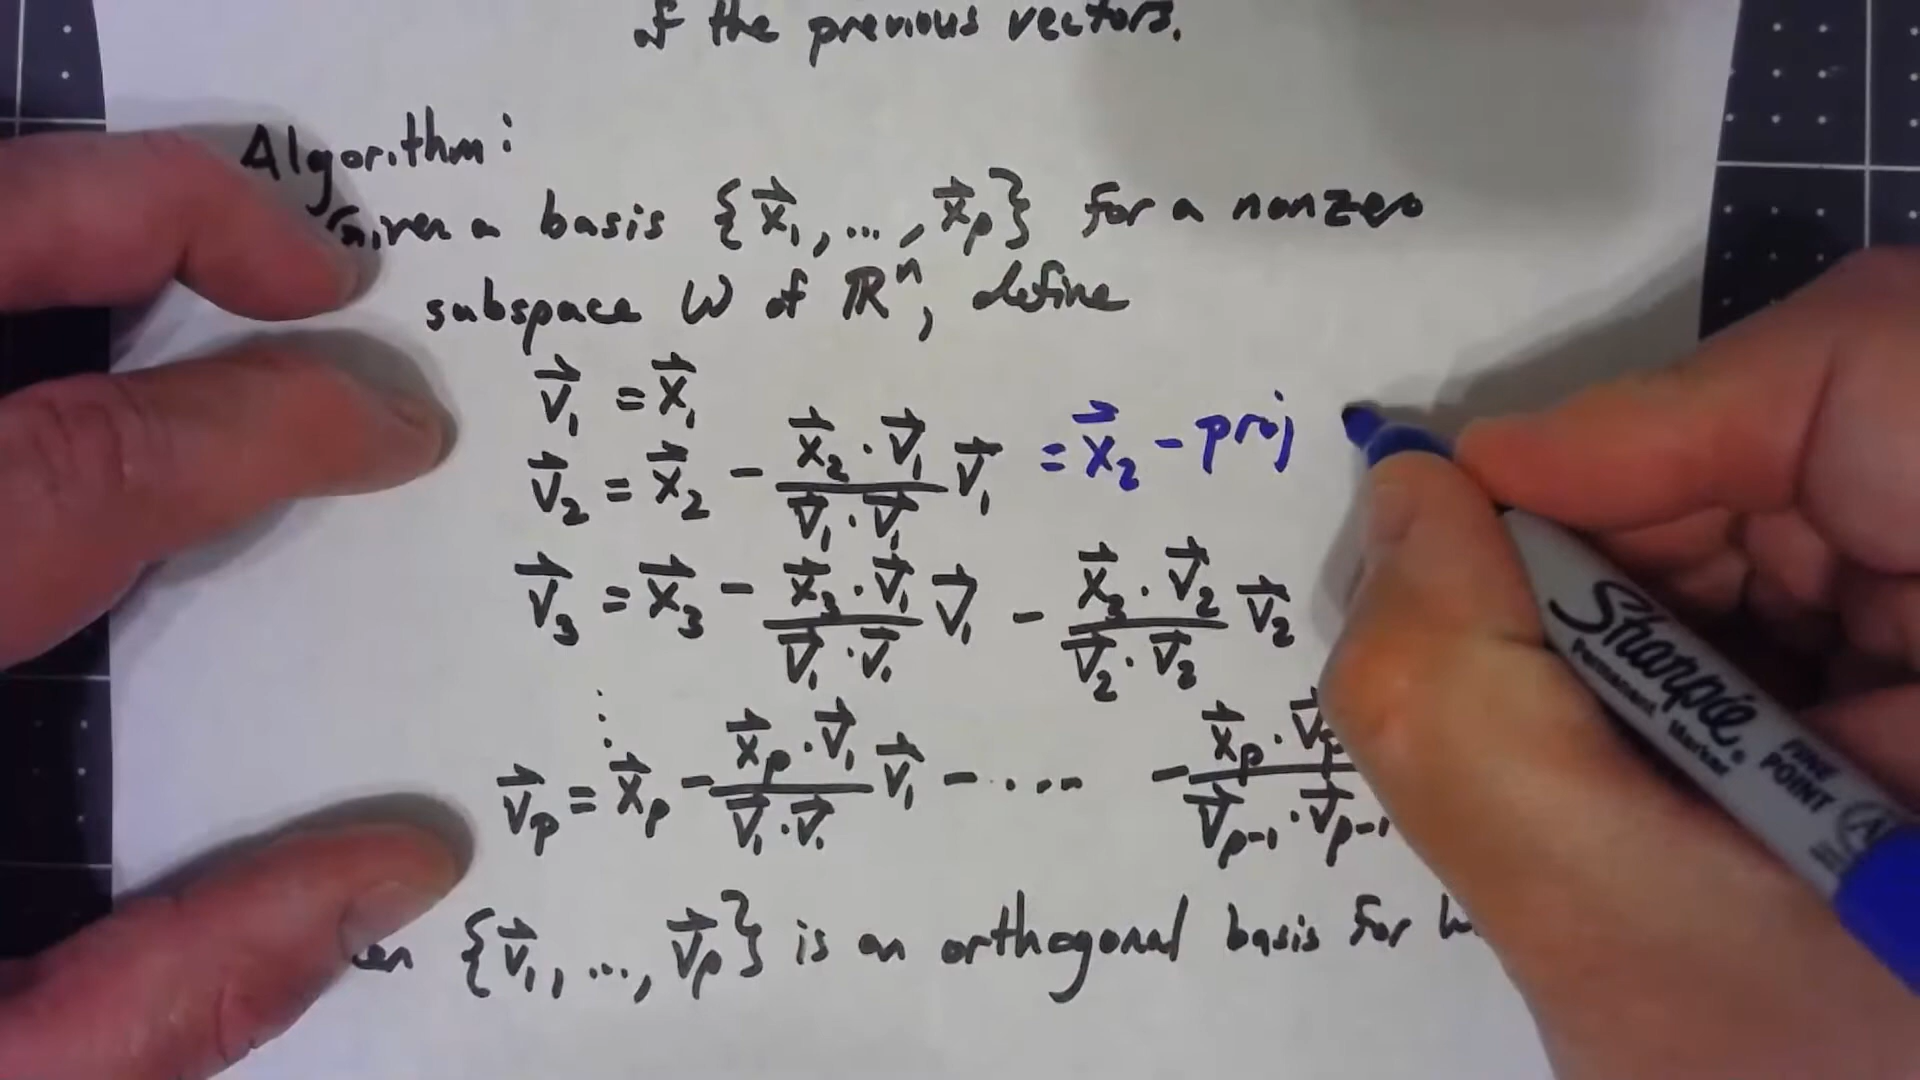 of the previous vectors.
Algorithm:
Given a basis {x⃗₁, ..., x⃗ₚ} for a nonzero
subspace W of ℝⁿ, define
v⃗₁ = x⃗₁
v⃗₂ = x⃗₂ - (x⃗₂ · v⃗₁)/(v⃗₁ · v⃗₁) v⃗₁ = x⃗₂ - proj
v⃗₃ = x⃗₃ - (x⃗₃ · v⃗₁)/(v⃗₁ · v⃗₁) v⃗₁ - (x⃗₃ · v⃗₂)/(v⃗₂ · v⃗₂) v⃗₂
⋮
v⃗ₚ = x⃗ₚ - (x⃗ₚ · v⃗₁)/(v⃗₁ · v⃗₁) v⃗₁ - .... - (x⃗ₚ · v⃗ₚ)/(v⃗ₚ₋₁ · v⃗ₚ₋₁)
{v⃗₁, ..., v⃗ₚ} is an orthogonal basis for W
Sharpie.
Permanent Marker
FINE
POINT